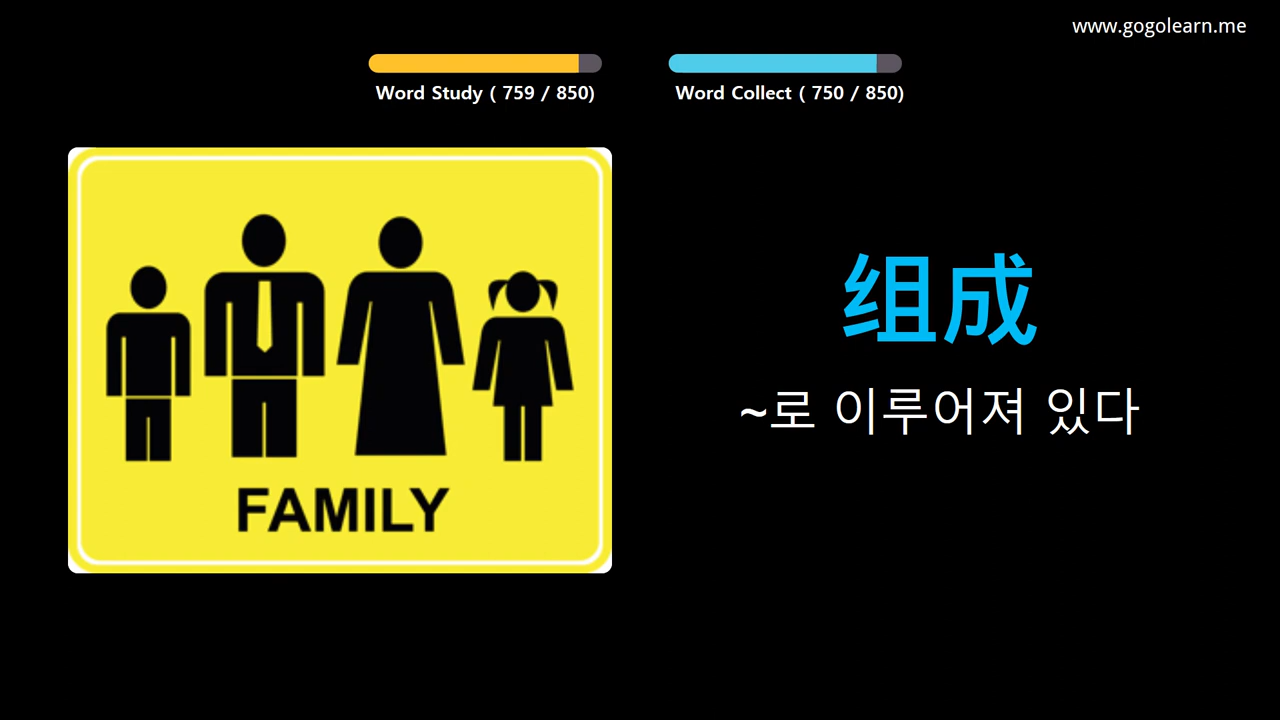 www.gogolearn.me
Word Study ( 759 / 850)
Word Collect ( 750 / 850)
组成
~로 이루어져 있다
FAMILY